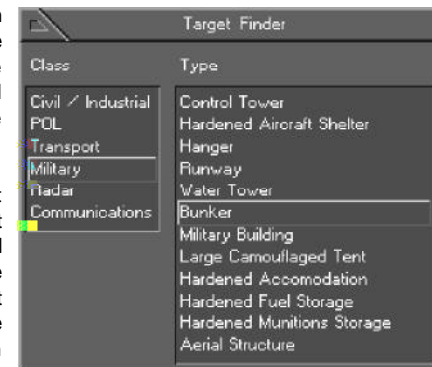 Target Finder
Class
Type
Civil / Industrial
POL
Transport
Military
Radar
Communications
Control Tower
Hardened Aircraft Shelter
Hanger
Runway
Water Tower
Bunker
Military Building
Large Camouflaged Tent
Hardened Accomodation
Hardened Fuel Storage
Hardened Munitions Storage
Aerial Structure